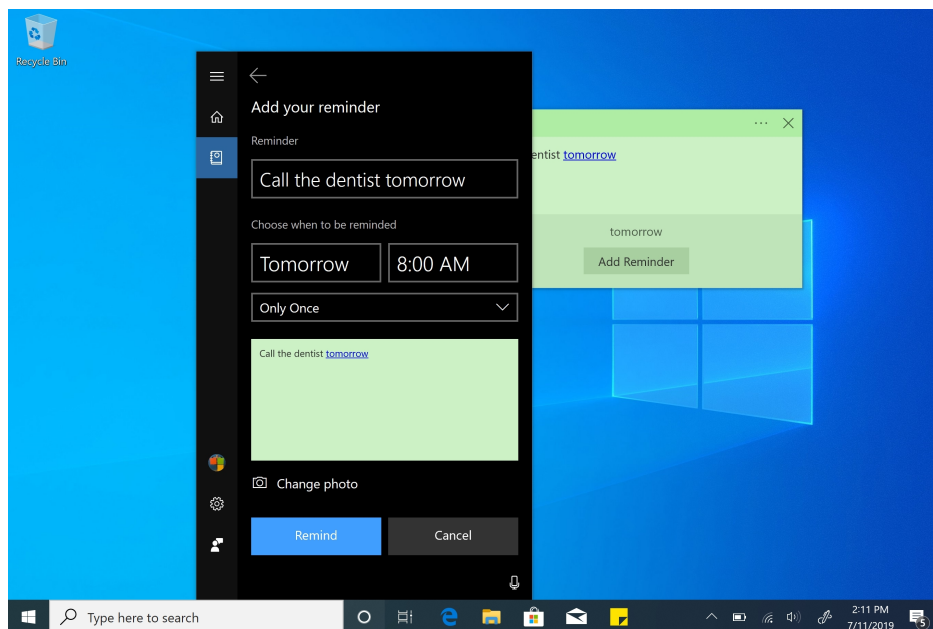 Recycle Bin
Add your reminder
Reminder
Call the dentist tomorrow
Choose when to be reminded
Tomorrow
8:00 AM
Only Once
Call the dentist tomorrow
Change photo
Remind
Cancel
···
entist tomorrow
tomorrow
Add Reminder
Type here to search
2:11 PM
7/11/2019
5